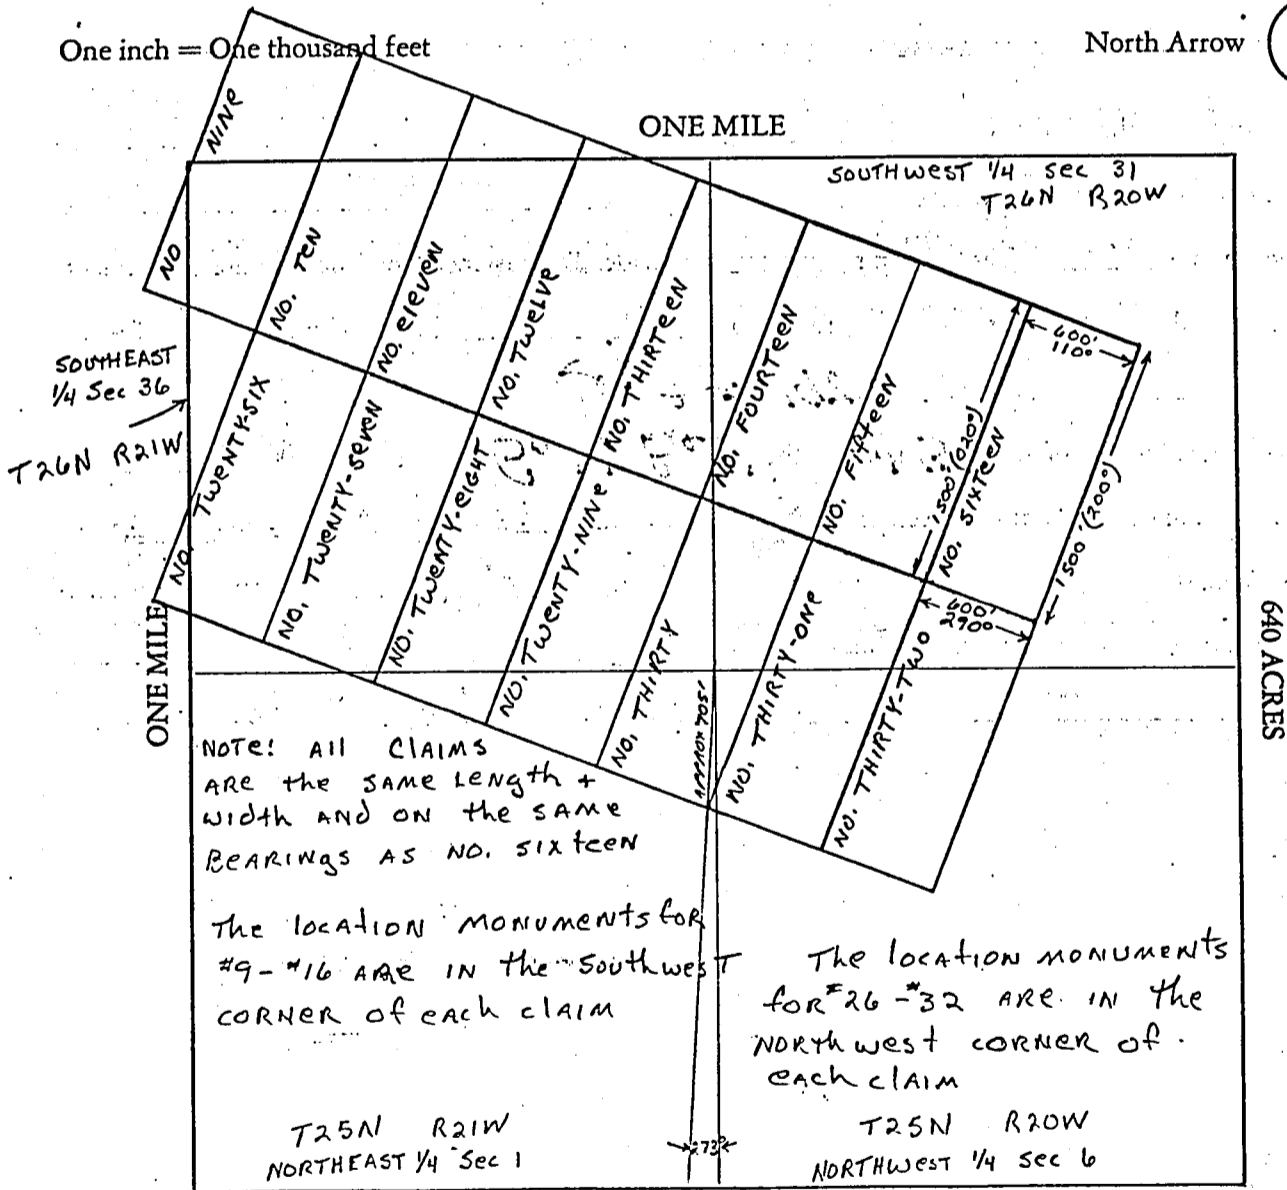 One inch = One thousand feet
North Arrow
ONE MILE
SOUTHWEST 1/4 Sec 31
T26N R20W
NO NINE
NO. TEN
NO. eleven
NO. TWELVE
NO. THIRTEEN
NO. FOURTEEN
NO. FifTeen
NO. SIXTEEN
600'
110°
1500' (020°)
1500' (200°)
SOUTHEAST
1/4 Sec 36
T26N R21W
NO. TWENTY-SIX
NO. TWENTY-SEVEN
NO. TWENTY-EIGHT
NO. TWENTY-NINE
NO. THIRTY
NO. THIRTY-ONE
NO. THIRTY-TWO
600'
290°
ONE MILE
640 ACRES
APPROX 705'
NOTE: All CLAIMS
ARE the SAME LENgth +
width AND ON the SAME
BEARINgs AS NO. SIXteeN
The locAtION MONUMENTS foR
#9 - #16 ARE IN the Southwest
CORNER of eACh clAIM
The locAtION MONUMENTS
foR #26 - #32 ARE IN the
NORthwest CORNER of
eACh clAIM
T25N R21W
NORTHEAST 1/4 Sec 1
273°
T25N R20W
NORTHWEST 1/4 Sec 6